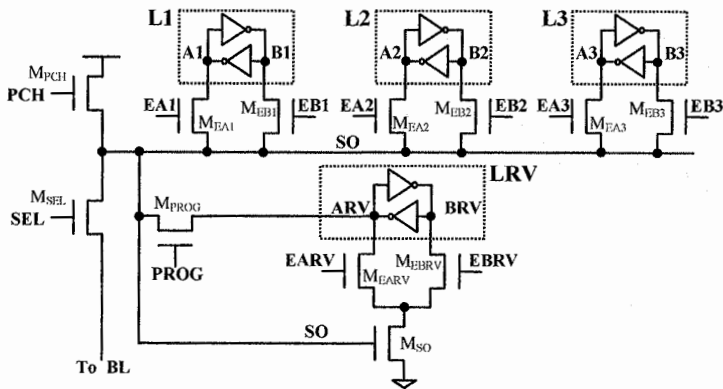 L1 L2 L3
A1 B1 A2 B2 A3 B3
MPCH
PCH
EA1 MEA1 MEB1 EB1 EA2 MEA2 MEB2 EB2 EA3 MEA3 MEB3 EB3
SO
LRV
MSEL
SEL
MPROG
PROG
ARV BRV
EARV MEARV MEBRV EBRV
SO
MSO
To BL